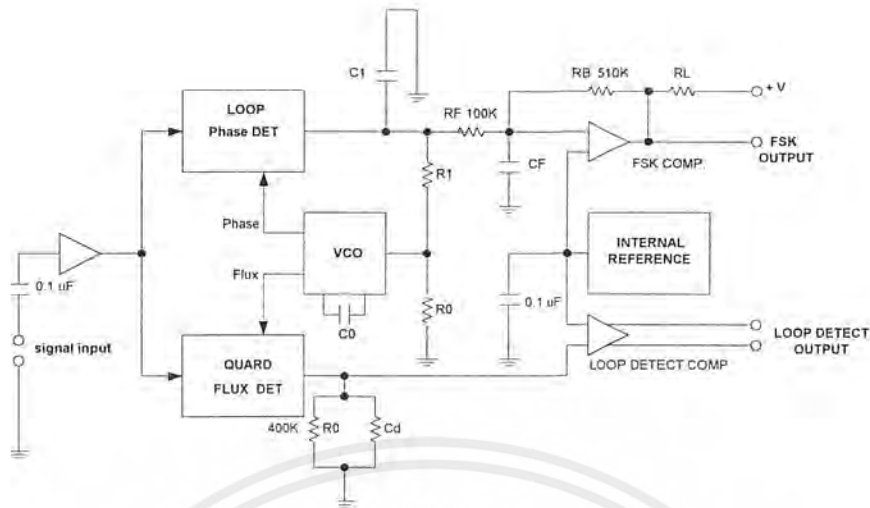 C1
LOOP
Phase DET
RF 100K
RB 510K
RL
+ V
FSK
OUTPUT
FSK COMP.
CF
R1
Phase
VCO
INTERNAL
REFERENCE
Flux
0.1 uF
C0
R0
0.1 uF
signal input
QUARD
FLUX DET
LOOP DETECT
OUTPUT
LOOP DETECT COMP
400K
R0
Cd